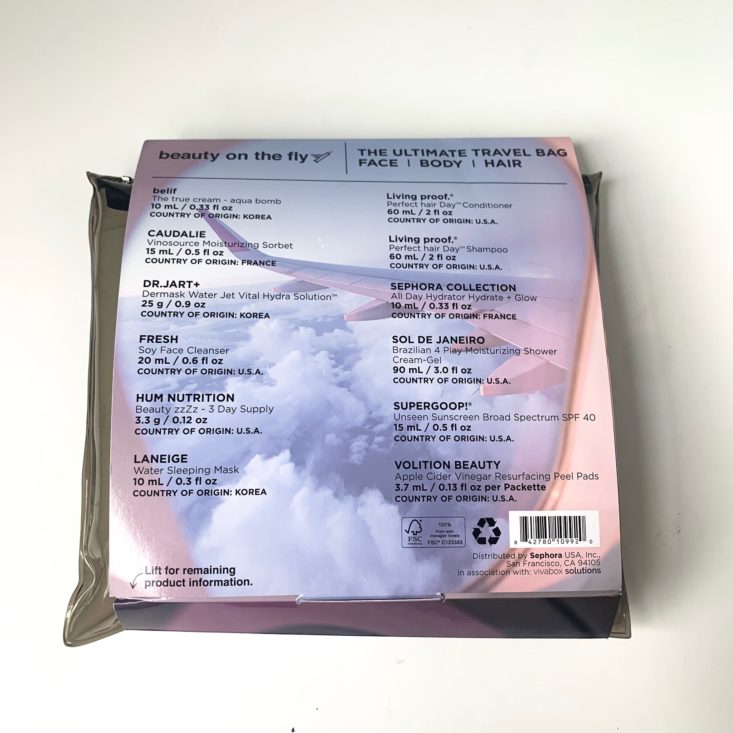 beauty on the fly
THE ULTIMATE TRAVEL BAG
FACE | BODY | HAIR
belif
The true cream - aqua bomb
10 mL / 0.33 fl oz
COUNTRY OF ORIGIN: KOREA
CAUDALIE
Vinosource Moisturizing Sorbet
15 mL / 0.5 fl oz
COUNTRY OF ORIGIN: FRANCE
DR.JART+
Dermask Water Jet Vital Hydra Solution™
25 g / 0.9 oz
COUNTRY OF ORIGIN: KOREA
FRESH
Soy Face Cleanser
20 mL / 0.6 fl oz
COUNTRY OF ORIGIN: U.S.A.
HUM NUTRITION
Beauty zzZz - 3 Day Supply
3.3 g / 0.12 oz
COUNTRY OF ORIGIN: U.S.A.
LANEIGE
Water Sleeping Mask
10 mL / 0.3 fl oz
COUNTRY OF ORIGIN: KOREA
Lift for remaining
product information.
Living proof.®
Perfect hair Day™ Conditioner
60 mL / 2 fl oz
COUNTRY OF ORIGIN: U.S.A.
Living proof.®
Perfect hair Day™ Shampoo
60 mL / 2 fl oz
COUNTRY OF ORIGIN: U.S.A.
SEPHORA COLLECTION
All Day Hydrator Hydrate + Glow
10 mL / 0.33 fl oz
COUNTRY OF ORIGIN: FRANCE
SOL DE JANEIRO
Brazilian 4 Play Moisturizing Shower
Cream-Gel
90 mL / 3.0 fl oz
COUNTRY OF ORIGIN: U.S.A.
SUPERGOOP!®
Unseen Sunscreen Broad Spectrum SPF 40
15 mL / 0.5 fl oz
COUNTRY OF ORIGIN: U.S.A.
VOLITION BEAUTY
Apple Cider Vinegar Resurfacing Peel Pads
3.7 mL / 0.13 fl oz per Packette
COUNTRY OF ORIGIN: U.S.A.
FSC
100%
From well-
managed forests
FSC® C123383
8 42780 10992 0
Distributed by Sephora USA, Inc.,
San Francisco, CA 94105
in association with: vivabox solutions